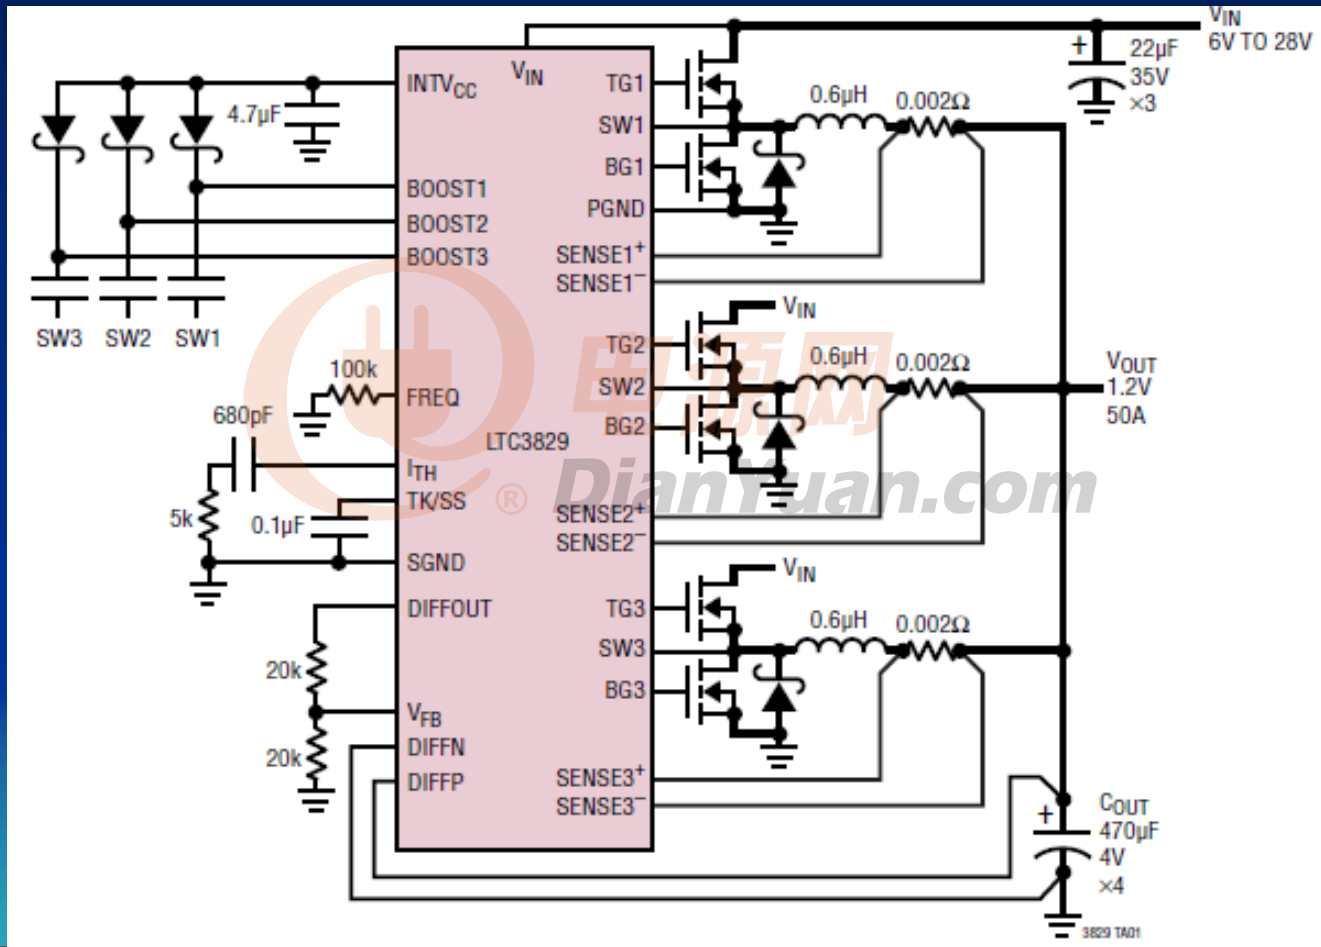 VIN
6V TO 28V
22µF
35V
×3
+
INTVCC
VIN
TG1
0.6µH
0.002Ω
4.7µF
SW1
BG1
BOOST1
PGND
BOOST2
BOOST3
SENSE1+
SENSE1−
SW3
SW2
SW1
VIN
TG2
0.6µH
0.002Ω
VOUT
1.2V
50A
100k
FREQ
SW2
680pF
BG2
LTC3829
中源网
ITH
TK/SS
® DianYuan.com
5k
0.1µF
SENSE2+
SENSE2−
SGND
VIN
DIFFOUT
TG3
0.6µH
0.002Ω
SW3
20k
BG3
VFB
DIFFN
20k
DIFFP
SENSE3+
SENSE3−
+
COUT
470µF
4V
×4
3829 TA01